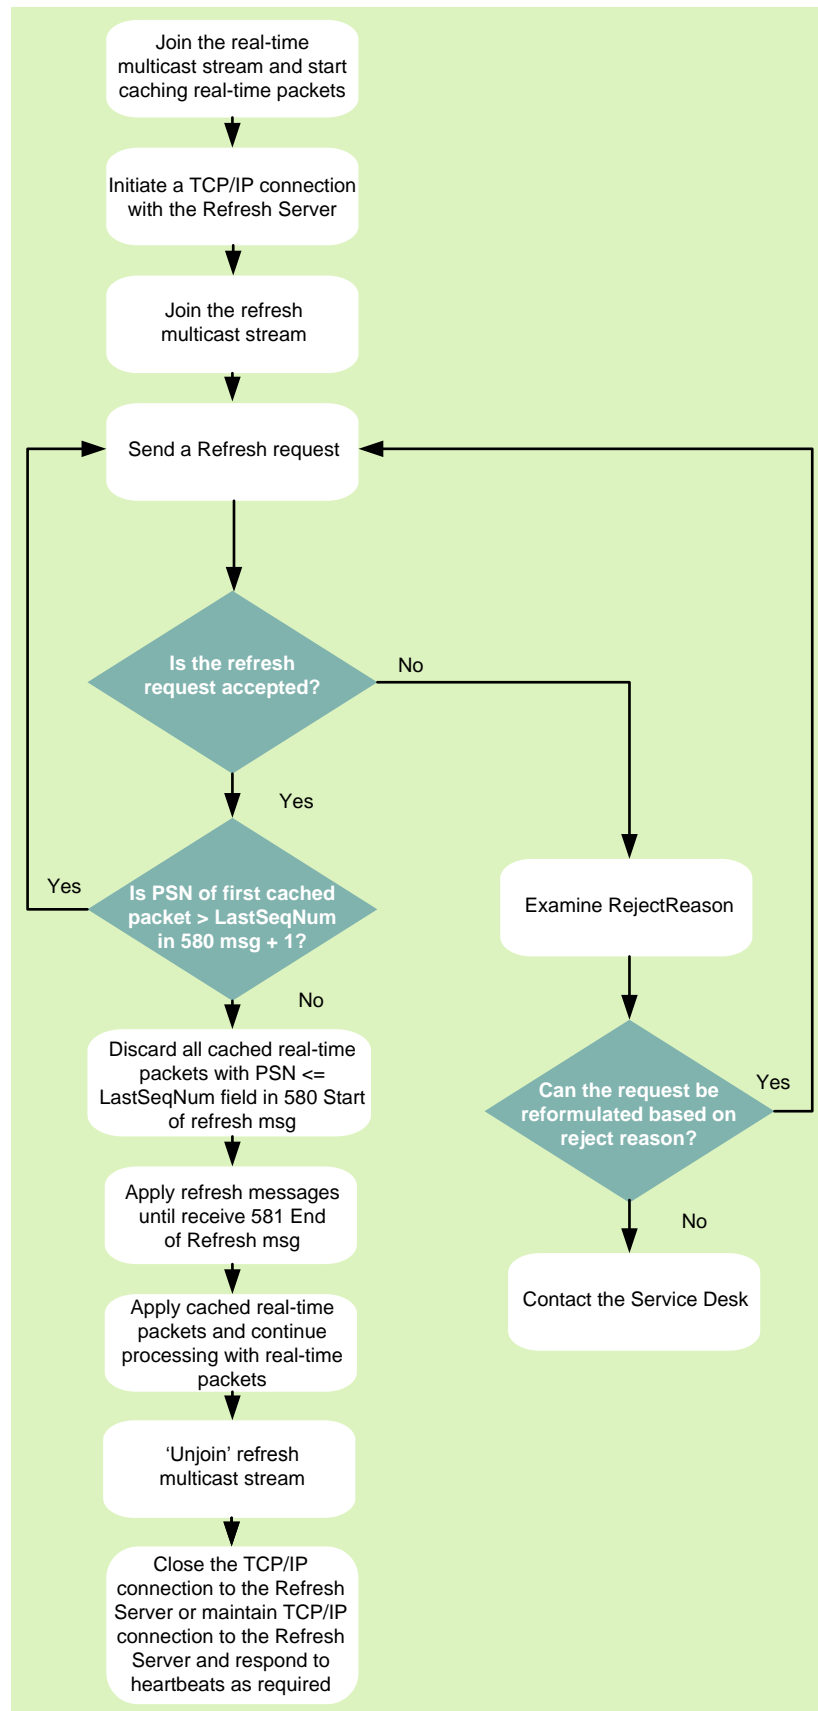 Join the real-time
multicast stream and start
caching real-time packets
Initiate a TCP/IP connection
with the Refresh Server
Join the refresh
multicast stream
Send a Refresh request
Is the refresh
request accepted?
No
Yes
Is PSN of first cached
packet > LastSeqNum
in 580 msg + 1?
Yes
No
Examine RejectReason
Discard all cached real-time
packets with PSN <=
LastSeqNum field in 580 Start
of refresh msg
Can the request be
reformulated based on
reject reason?
Yes
No
Apply refresh messages
until receive 581 End
of Refresh msg
Contact the Service Desk
Apply cached real-time
packets and continue
processing with real-time
packets
‘Unjoin’ refresh
multicast stream
Close the TCP/IP
connection to the Refresh
Server or maintain TCP/IP
connection to the Refresh
Server and respond to
heartbeats as required